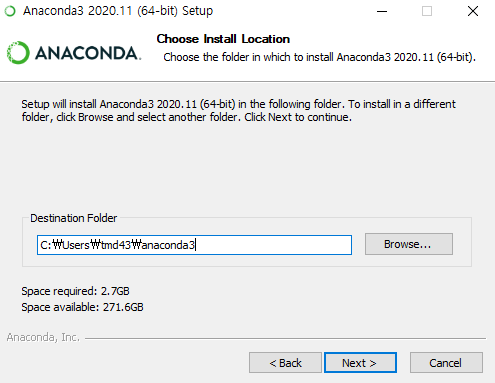 Anaconda3 2020.11 (64-bit) Setup
Choose Install Location
Choose the folder in which to install Anaconda3 2020.11 (64-bit).
ANACONDA.
Setup will install Anaconda3 2020.11 (64-bit) in the following folder. To install in a different
folder, click Browse and select another folder. Click Next to continue.
Destination Folder
C:₩Users₩tmd43₩anaconda3
Browse...
Space required: 2.7GB
Space available: 271.6GB
Anaconda, Inc.
< Back
Next >
Cancel